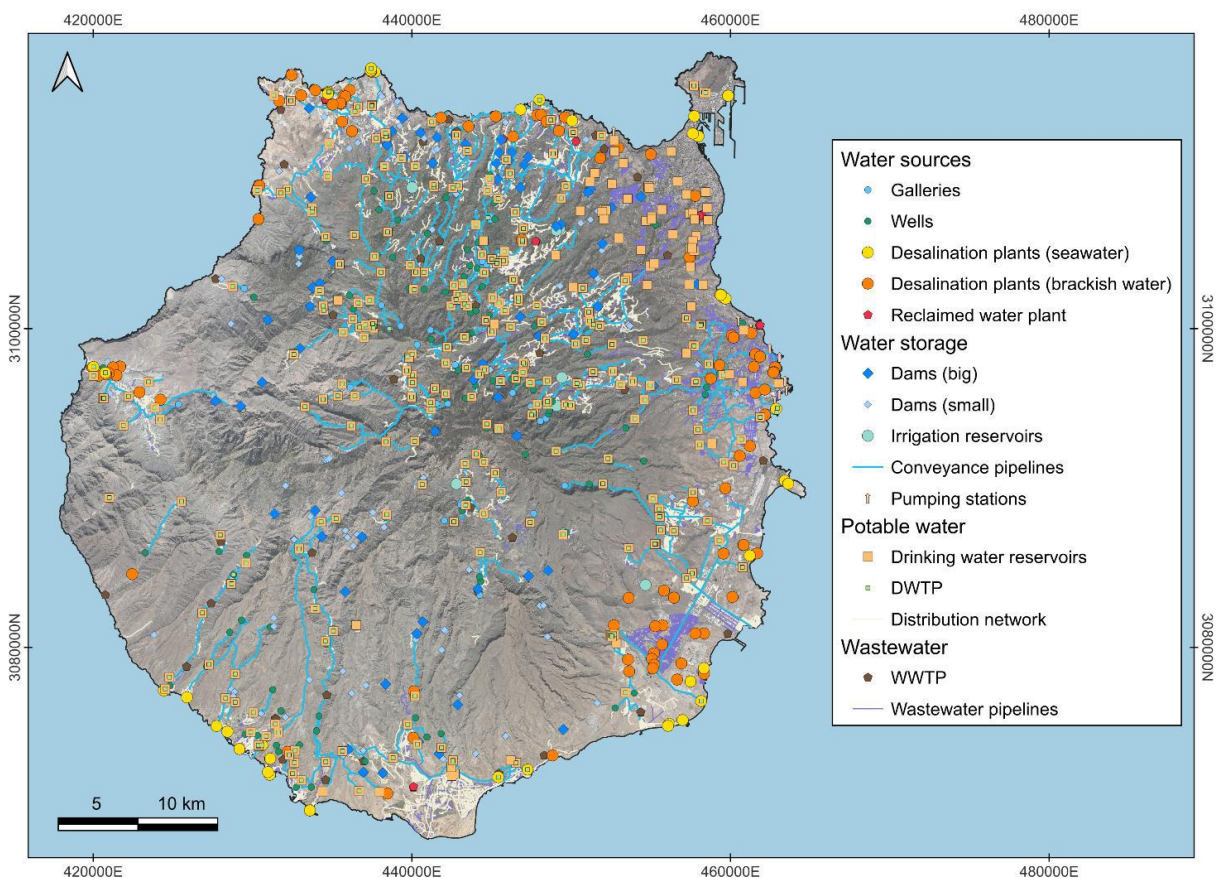 420000E
440000E
460000E
480000E
3100000N
3080000N
Water sources
Galleries
Wells
Desalination plants (seawater)
Desalination plants (brackish water)
Reclaimed water plant
Water storage
Dams (big)
Dams (small)
Irrigation reservoirs
Conveyance pipelines
Pumping stations
Potable water
Drinking water reservoirs
DWTP
Distribution network
Wastewater
WWTP
Wastewater pipelines
3100000N
3080000N
5 10 km
420000E
440000E
460000E
480000E